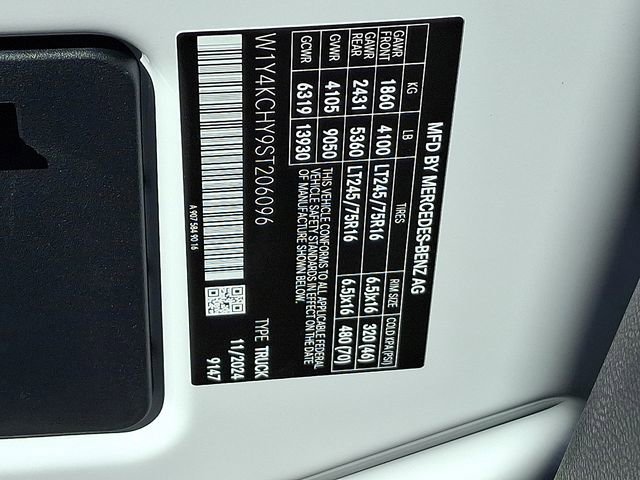 MFD BY MERCEDES-BENZ AG
KG LB TIRES RIM SIZE COLD KPA (PSI)
GAWR FRONT 1860 4100 LT245/75R16 6.5Jx16 320 (46)
GAWR REAR 2431 5360 LT245/75R16 6.5Jx16 480 (70)
GVWR 4105 9050
GCWR 6319 13930
THIS VEHICLE CONFORMS TO ALL APPLICABLE FEDERAL
VEHICLE SAFETY STANDARDS IN EFFECT ON THE DATE
OF MANUFACTURE SHOWN BELOW.
W1Y4KCHY9ST206096
TYPE TRUCK
11/2024
9147
A 907 584 90 16